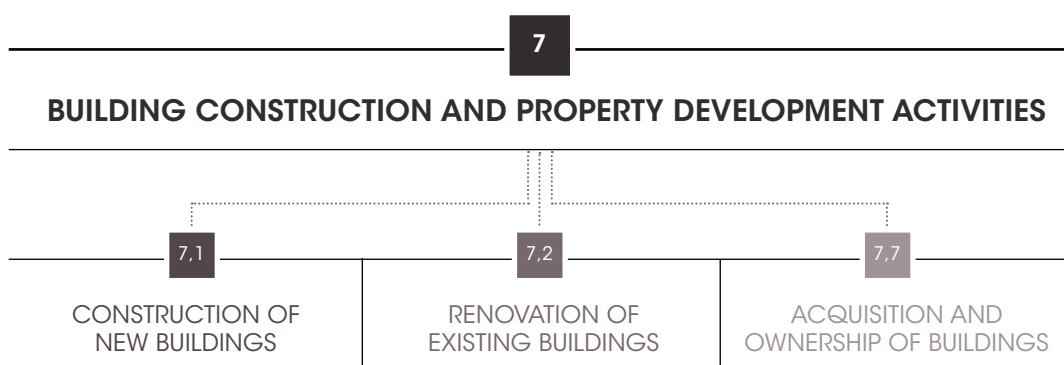 7
BUILDING CONSTRUCTION AND PROPERTY DEVELOPMENT ACTIVITIES
7,1
CONSTRUCTION OF
NEW BUILDINGS
7,2
RENOVATION OF
EXISTING BUILDINGS
7,7
ACQUISITION AND
OWNERSHIP OF BUILDINGS